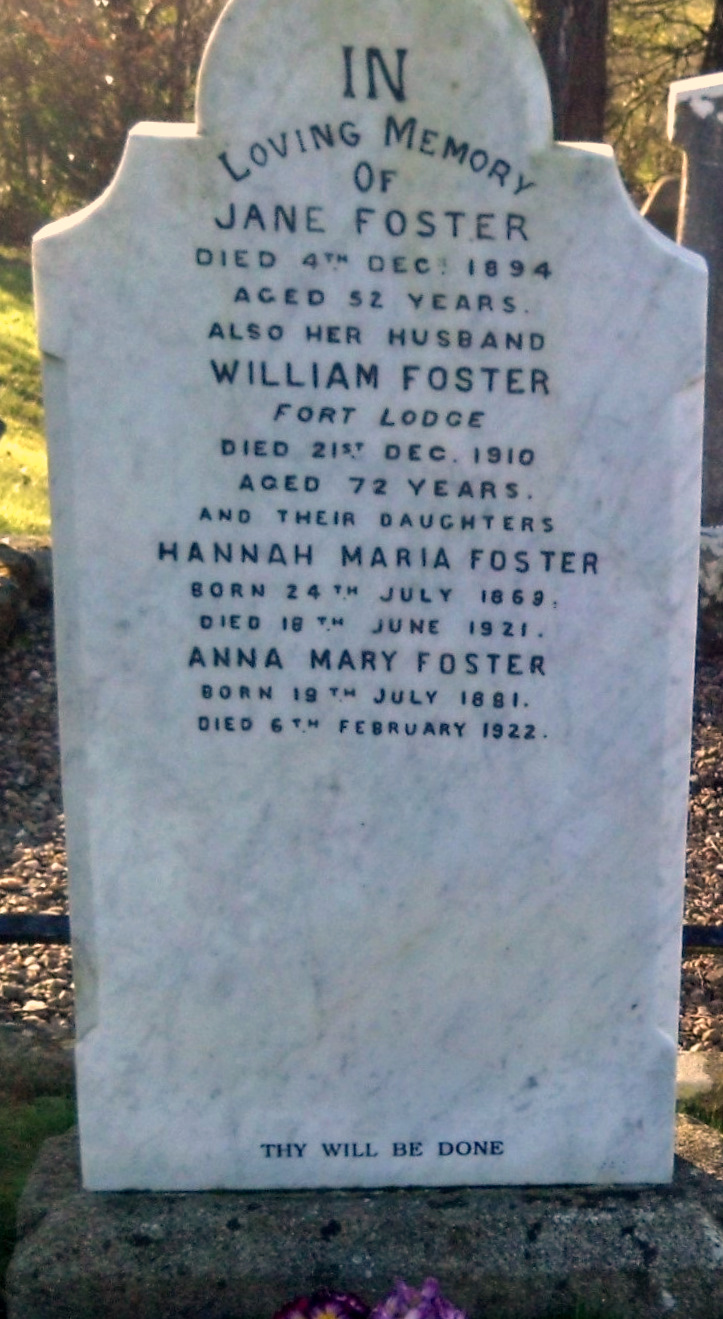 IN
LOVING MEMORY
OF
JANE FOSTER
DIED 4TH DEC. 1894
AGED 52 YEARS.
ALSO HER HUSBAND
WILLIAM FOSTER
FORT LODGE
DIED 21ST DEC. 1910
AGED 72 YEARS.
AND THEIR DAUGHTERS
HANNAH MARIA FOSTER
BORN 24TH JULY 1869.
DIED 18TH JUNE 1921.
ANNA MARY FOSTER
BORN 19TH JULY 1881.
DIED 6TH FEBRUARY 1922.
THY WILL BE DONE